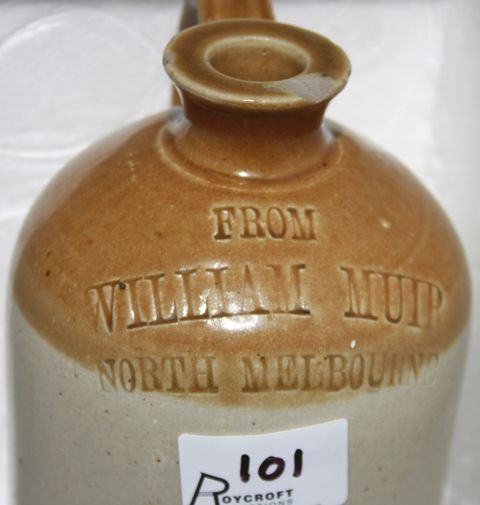 FROM
WILLIAM MUIR
NORTH MELBOURNE
101
ROYCROFT